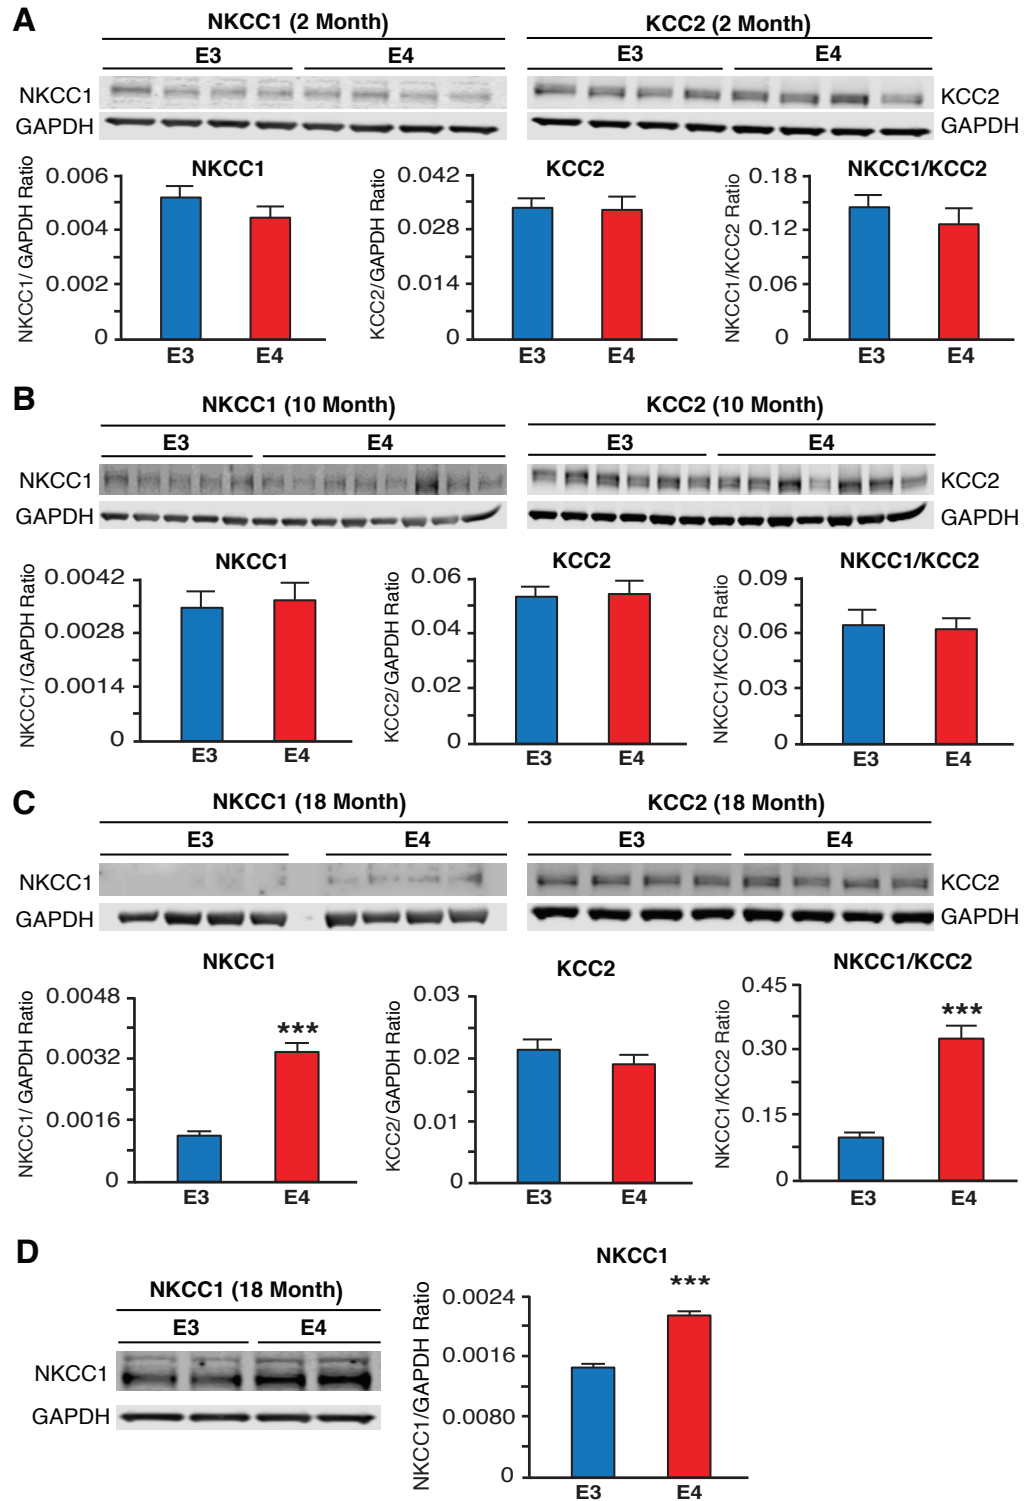 A
NKCC1 (2 Month)
KCC2 (2 Month)
E3
E4
E3
E4
NKCC1
KCC2
GAPDH
GAPDH
NKCC1
KCC2
NKCC1/KCC2
NKCC1/ GAPDH Ratio
0.006
0.004
0.002
0
E3
E4
KCC2/GAPDH Ratio
0.042
0.028
0.014
0
E3
E4
NKCC1/KCC2 Ratio
0.18
0.12
0.06
0
E3
E4
B
NKCC1 (10 Month)
KCC2 (10 Month)
E3
E4
E3
E4
NKCC1
KCC2
GAPDH
GAPDH
NKCC1
KCC2
NKCC1/KCC2
NKCC1/GAPDH Ratio
0.0042
0.0028
0.0014
0
E3
E4
KCC2/GAPDH Ratio
0.06
0.04
0.02
0
E3
E4
NKCC1/KCC2 Ratio
0.09
0.06
0.03
0
E3
E4
C
NKCC1 (18 Month)
KCC2 (18 Month)
E3
E4
E3
E4
NKCC1
KCC2
GAPDH
GAPDH
NKCC1
KCC2
NKCC1/KCC2
NKCC1/ GAPDH Ratio
0.0048
0.0032
0.0016
0
***
E3
E4
KCC2/GAPDH Ratio
0.03
0.02
0.01
0
E3
E4
NKCC1/KCC2 Ratio
0.45
0.30
0.15
0
***
E3
E4
D
NKCC1 (18 Month)
E3
E4
NKCC1
GAPDH
NKCC1
NKCC1/GAPDH Ratio
0.0024
0.0016
0.0080
0
***
E3
E4